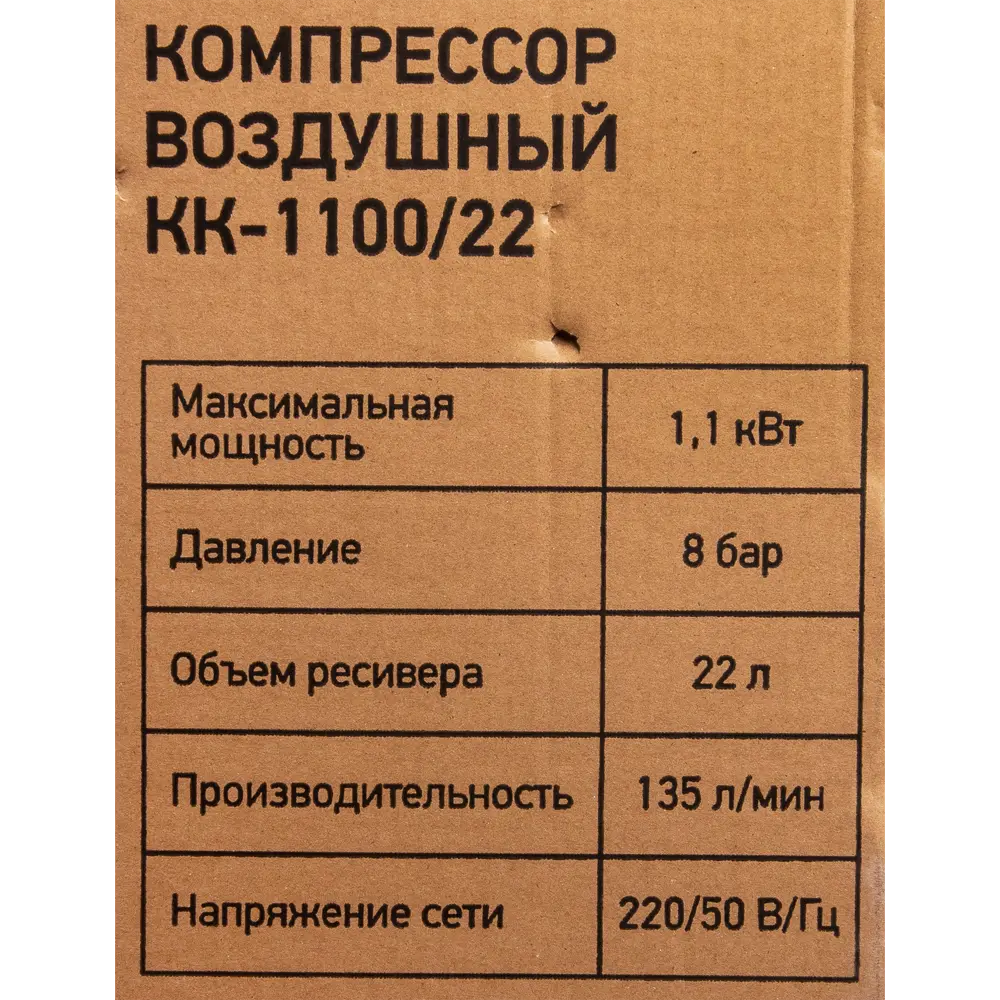 КОМПРЕССОР
ВОЗДУШНЫЙ
КК-1100/22
Максимальная
мощность
1,1 кВт
Давление
8 бар
Объем ресивера
22 л
Производительность
135 л/мин
Напряжение сети
220/50 В/Гц